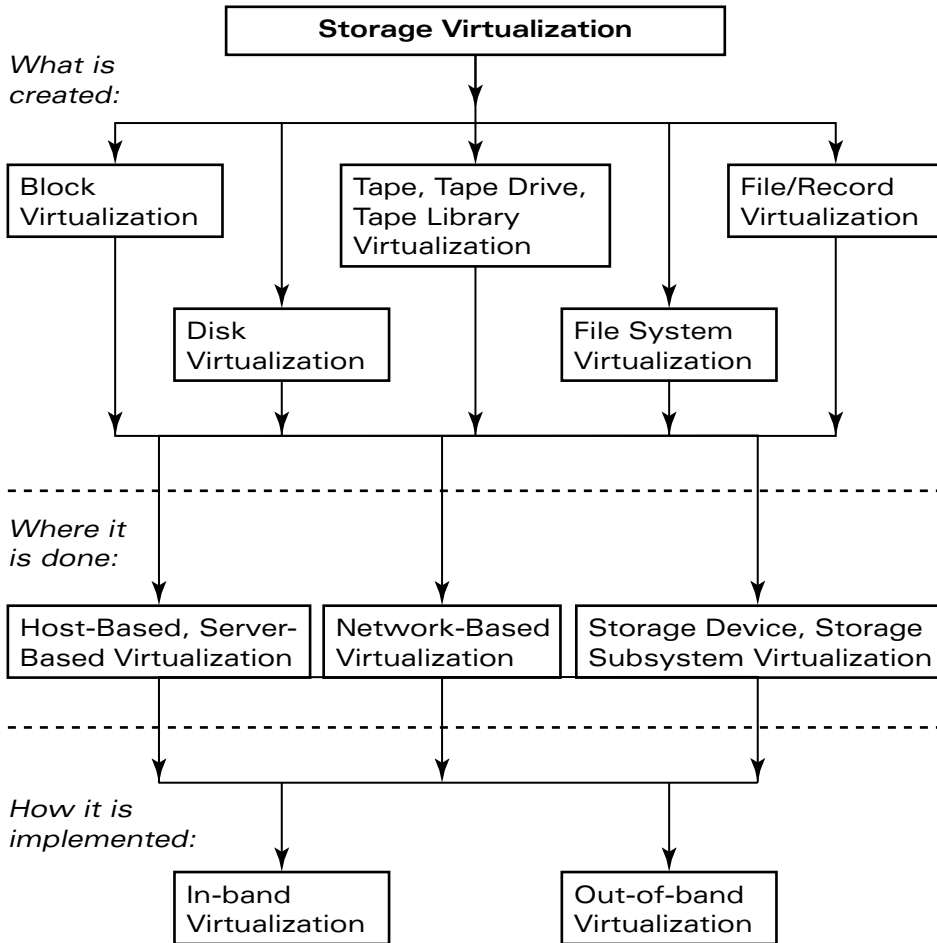 Storage Virtualization
What is
created:
Block
Virtualization
Tape, Tape Drive,
Tape Library
Virtualization
File/Record
Virtualization
Disk
Virtualization
File System
Virtualization
Where it
is done:
Host-Based, Server-
Based Virtualization
Network-Based
Virtualization
Storage Device, Storage
Subsystem Virtualization
How it is
implemented:
In-band
Virtualization
Out-of-band
Virtualization